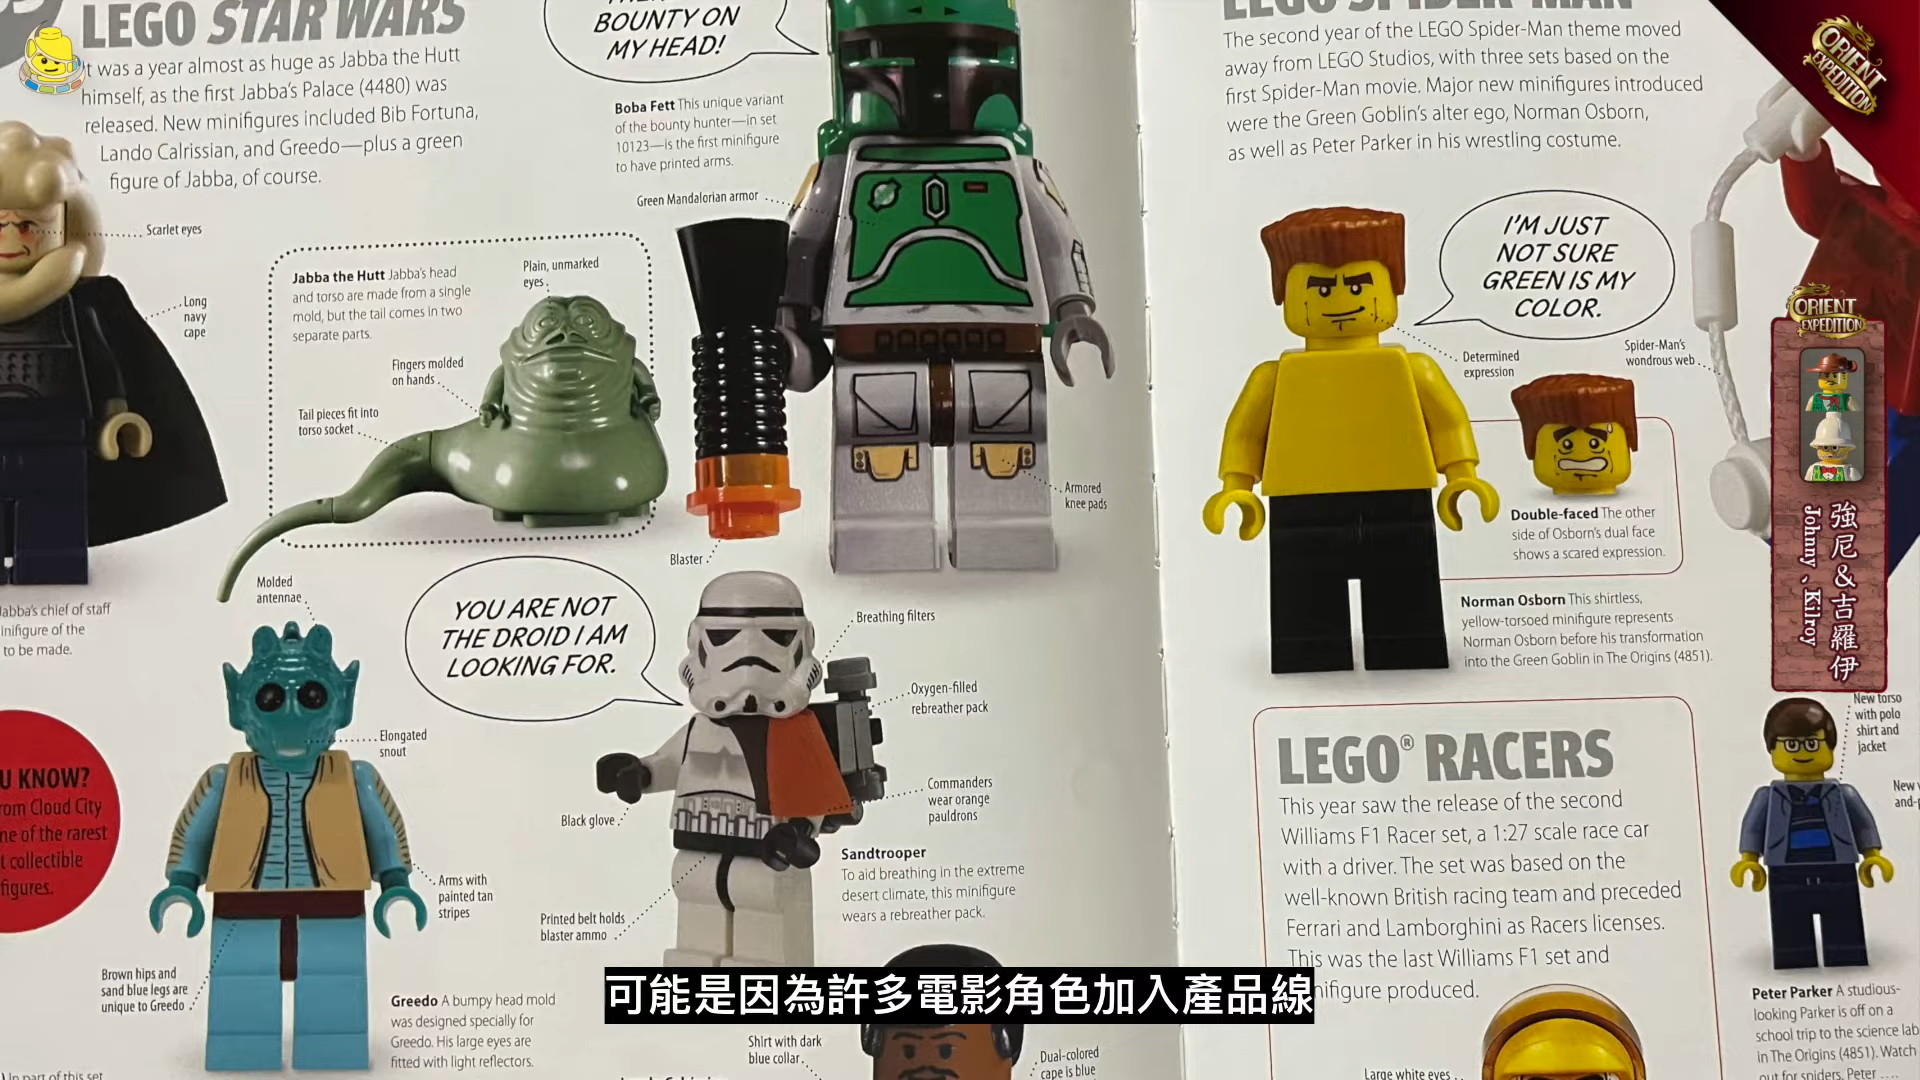 LEGO STAR WARS
It was a year almost as huge as Jabba the Hutt
himself, as the first Jabba's Palace (4480) was
released. New minifigures included Bib Fortuna,
Lando Calrissian, and Greedo—plus a green
figure of Jabba, of course.
BOUNTY ON
MY HEAD!
Boba Fett This unique variant
of the bounty hunter—in set
10123—is the first minifigure
to have printed arms.
Green Mandalorian armor
Scarlet eyes
Long
navy
cape
Jabba the Hutt Jabba's head
and torso are made from a single
mold, but the tail comes in two
separate parts.
Plain, unmarked
eyes
Fingers molded
on hands
Tail pieces fit into
torso socket
Armored
knee pads
Blaster
Molded
antennae
YOU ARE NOT
THE DROID I AM
LOOKING FOR.
Breathing filters
Oxygen-filled
rebreather pack
Elongated
snout
Commanders
wear orange
pauldrons
Black glove
Sandtrooper
To aid breathing in the extreme
desert climate, this minifigure
wears a rebreather pack.
Arms with
painted tan
stripes
Printed belt holds
blaster ammo
Brown hips and
sand blue legs are
unique to Greedo
Greedo A bumpy head mold
was designed specially for
Greedo. His large eyes are
fitted with light reflectors.
Shirt with dark
blue collar
Dual-colored
cape is blue
Jabba's chief of staff
minifigure of the
to be made.
U KNOW?
from Cloud City
one of the rarest
t collectible
figures.
in part of this set
LEGO SPIDER-MAN
The second year of the LEGO Spider-Man theme moved
away from LEGO Studios, with three sets based on the
first Spider-Man movie. Major new minifigures introduced
were the Green Goblin's alter ego, Norman Osborn,
as well as Peter Parker in his wrestling costume.
I'M JUST
NOT SURE
GREEN IS MY
COLOR.
Determined
expression
Spider-Man's
wondrous web
Double-faced The other
side of Osborn's dual face
shows a scared expression.
Norman Osborn This shirtless,
yellow-torsoed minifigure represents
Norman Osborn before his transformation
into the Green Goblin in The Origins (4851).
LEGO® RACERS
This year saw the release of the second
Williams F1 Racer set, a 1:27 scale race car
with a driver. The set was based on the
well-known British racing team and preceded
Ferrari and Lamborghini as Racers licenses.
This was the last Williams F1 set and
nifigure produced.
Large white eyes
New torso
with polo
shirt and
jacket
New
and-
Peter Parker A studious-
looking Parker is off on a
school trip to the science lab
in The Origins (4851). Watch
out for spiders, Peter ....
ORIENT
EXPEDITION
ORIENT
EXPEDITION
強尼&吉羅伊
Johnny、Kilroy
可能是因為許多電影角色加入產品線